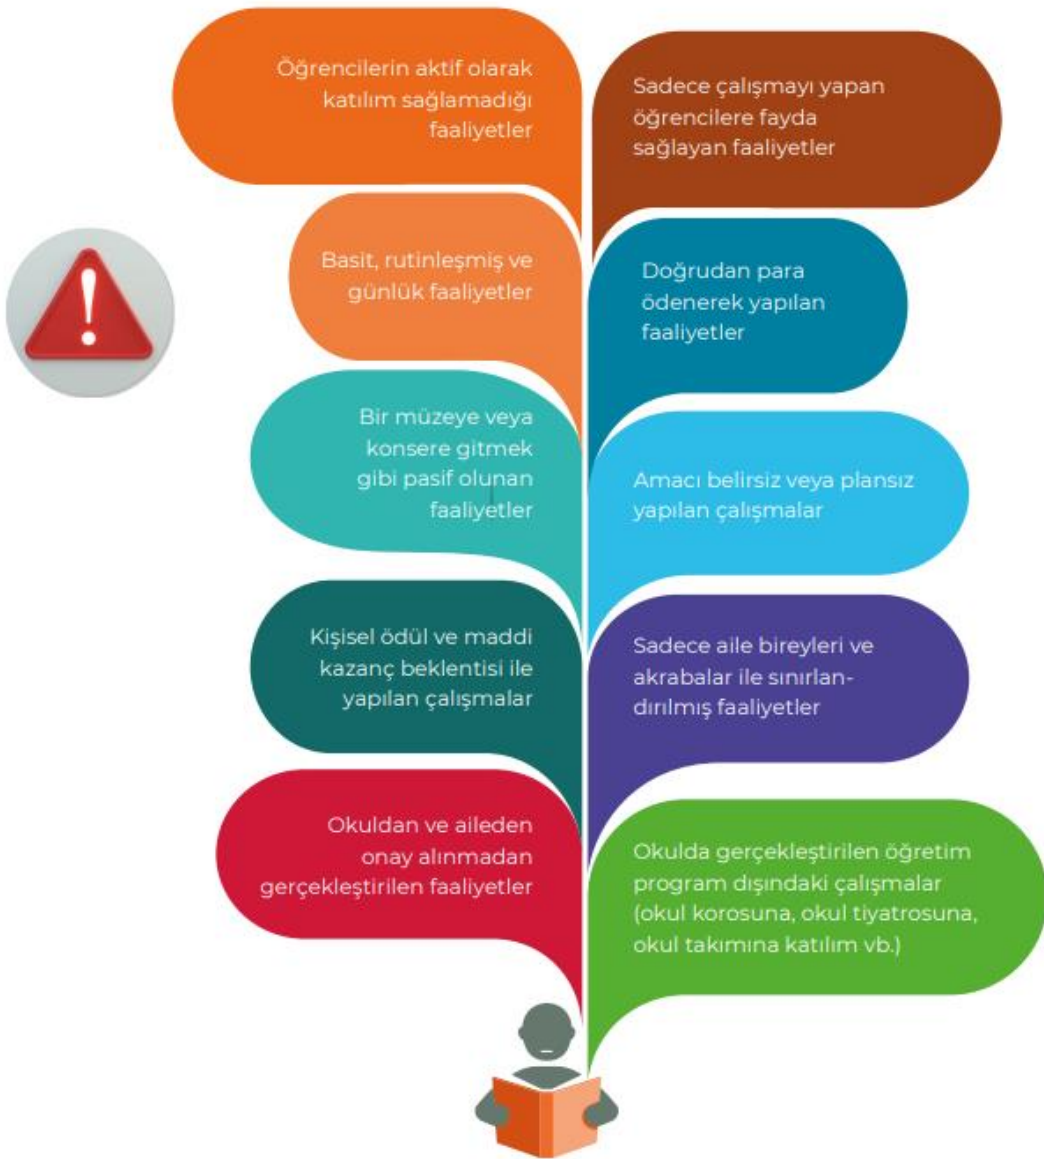 Öğrencilerin aktif olarak
katılım sağlamadığı
faaliyetler
Sadece çalışmayı yapan
öğrencilere fayda
sağlayan faaliyetler
Basit, rutinleşmiş ve
günlük faaliyetler
Doğrudan para
ödenerek yapılan
faaliyetler
Bir müzeye veya
konsere gitmek
gibi pasif olunan
faaliyetler
Amacı belirsiz veya plansız
yapılan çalışmalar
Kişisel ödül ve maddi
kazanç beklentisi ile
yapılan çalışmalar
Sadece aile bireyleri ve
akrabalar ile sınırlan-
dırılmış faaliyetler
Okuldan ve aileden
onay alınmadan
gerçekleştirilen faaliyetler
Okulda gerçekleştirilen öğretim
program dışındaki çalışmalar
(okul korosuna, okul tiyatrosuna,
okul takımına katılım vb.)